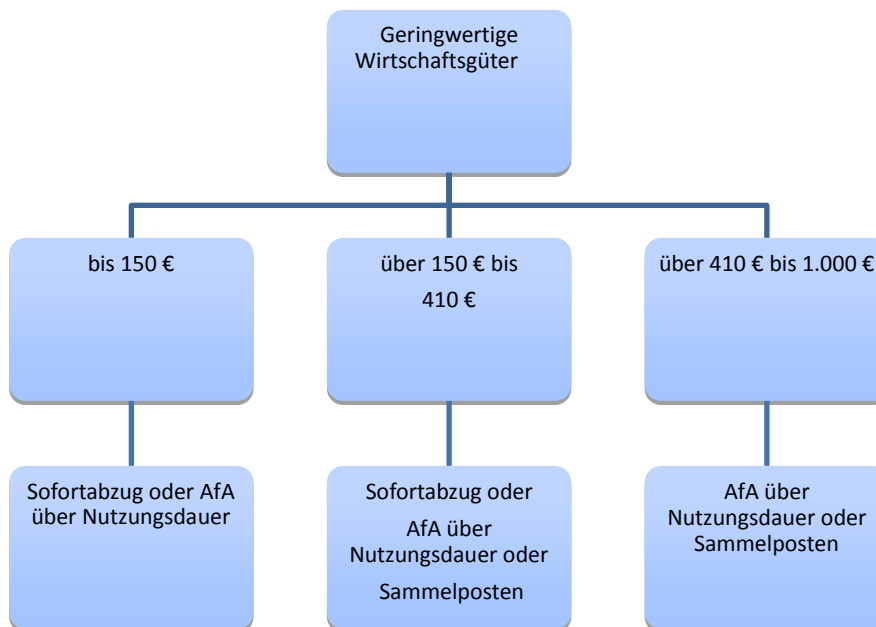 Geringwertige
Wirtschaftsgüter
bis 150 €
über 150 € bis
410 €
über 410 € bis 1.000 €
Sofortabzug oder AfA
über Nutzungsdauer
Sofortabzug oder
AfA über
Nutzungsdauer oder
Sammelposten
AfA über
Nutzungsdauer oder
Sammelposten